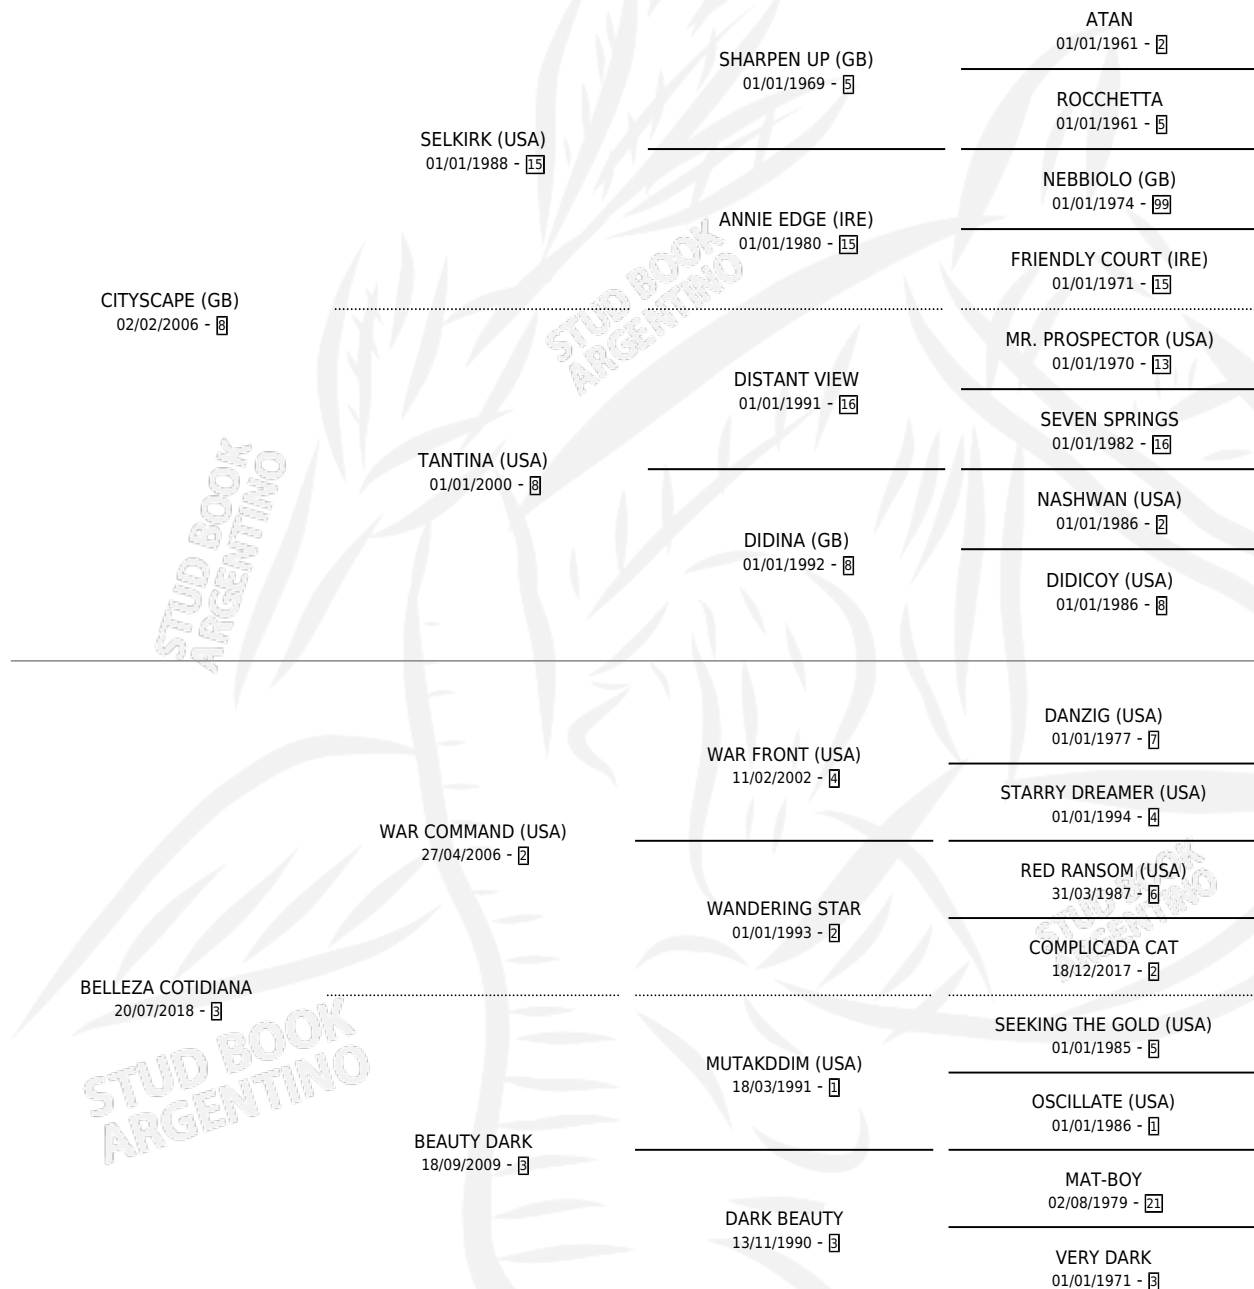 ATAN
01/01/1961 - 2
SHARPEN UP (GB)
01/01/1969 - 5
ROCCHETTA
01/01/1961 - 5
SELKIRK (USA)
01/01/1988 - 15
NEBBIOLO (GB)
01/01/1974 - 99
ANNIE EDGE (IRE)
01/01/1980 - 15
FRIENDLY COURT (IRE)
01/01/1971 - 15
CITYSCAPE (GB)
02/02/2006 - 8
MR. PROSPECTOR (USA)
01/01/1970 - 13
DISTANT VIEW
01/01/1991 - 16
SEVEN SPRINGS
01/01/1982 - 16
TANTINA (USA)
01/01/2000 - 8
NASHWAN (USA)
01/01/1986 - 2
DIDINA (GB)
01/01/1992 - 8
DIDICOY (USA)
01/01/1986 - 8
DANZIG (USA)
01/01/1977 - 7
WAR FRONT (USA)
11/02/2002 - 4
STARRY DREAMER (USA)
01/01/1994 - 4
WAR COMMAND (USA)
27/04/2006 - 2
RED RANSOM (USA)
31/03/1987 - 6
WANDERING STAR
01/01/1993 - 2
COMPLICADA CAT
18/12/2017 - 2
BELLEZA COTIDIANA
20/07/2018 - 3
SEEKING THE GOLD (USA)
01/01/1985 - 5
MUTAKDDIM (USA)
18/03/1991 - 1
OSCILLATE (USA)
01/01/1986 - 1
BEAUTY DARK
18/09/2009 - 3
MAT-BOY
02/08/1979 - 21
DARK BEAUTY
13/11/1990 - 3
VERY DARK
01/01/1971 - 3
STUD BOOK
ARGENTINO
STUD BOOK
ARGENTINO
STUD BOOK
ARGENTINO
STUD BOOK
ARGENTINO